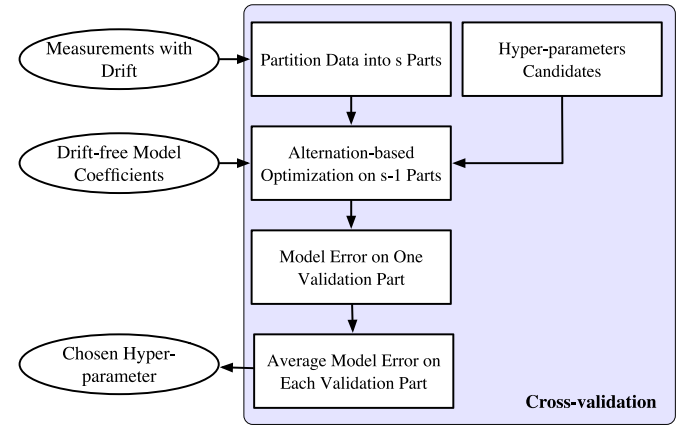 Measurements with
Drift
Partition Data into s Parts
Hyper-parameters
Candidates
Drift-free Model
Coefficients
Alternation-based
Optimization on s-1 Parts
Model Error on One
Validation Part
Chosen Hyper-
parameter
Average Model Error on
Each Validation Part
Cross-validation